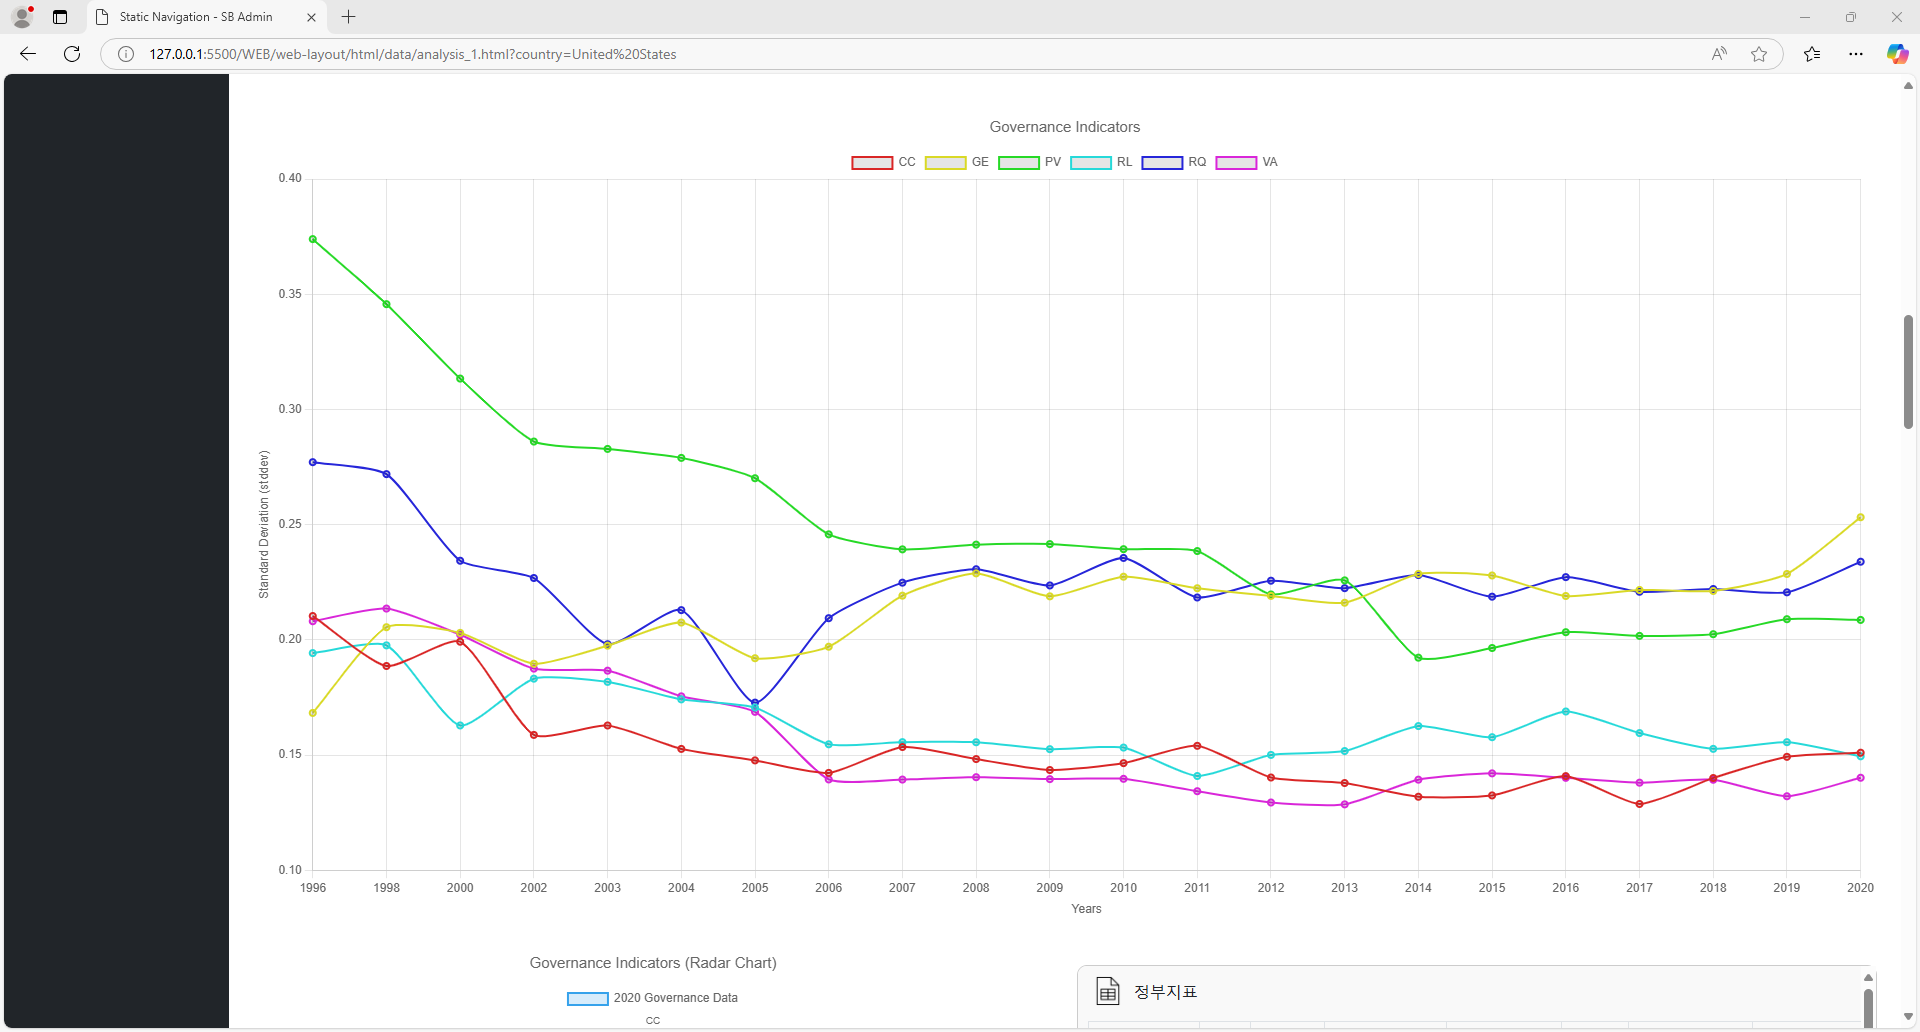 Static Navigation - SB Admin
127.0.0.1:5500/WEB/web-layout/html/data/analysis_1.html?country=United%20States
Governance Indicators
CC GE PV RL RQ VA
0.40
0.35
0.30
0.25
0.20
0.15
0.10
Standard Deviation (stddev)
1996 1998 2000 2002 2003 2004 2005 2006 2007 2008 2009 2010 2011 2012 2013 2014 2015 2016 2017 2018 2019 2020
Years
Governance Indicators (Radar Chart)
2020 Governance Data
CC
정부지표